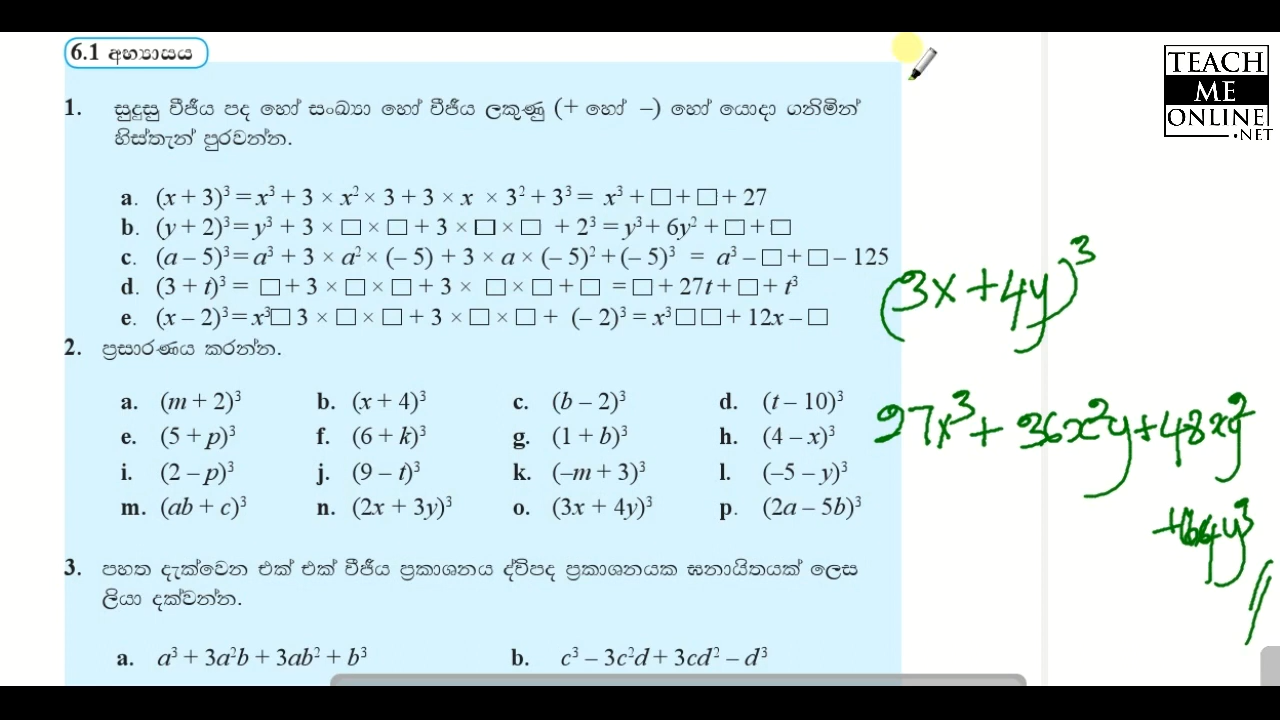 6.1 අභ්‍යාසය
TEACH
ME
ONLINE
.NET
1. සුදුසු වීජීය පද හෝ සංඛ්‍යා හෝ වීජීය ලකුණු (+ හෝ −) හෝ යොදා ගනිමින්
හිස්තැන් පුරවන්න.
a. (x + 3)³ = x³ + 3 × x² × 3 + 3 × x × 3² + 3³ = x³ + □ + □ + 27
b. (y + 2)³ = y³ + 3 × □ × □ + 3 × □ × □ + 2³ = y³ + 6y² + □ + □
c. (a − 5)³ = a³ + 3 × a² × (− 5) + 3 × a × (− 5)² + (− 5)³ = a³ − □ + □ − 125
d. (3 + t)³ = □ + 3 × □ × □ + 3 × □ × □ + □ = □ + 27t + □ + t³
e. (x − 2)³ = x³□ 3 × □ × □ + 3 × □ × □ + (− 2)³ = x³ □ □ + 12x − □
2. ප්‍රසාරණය කරන්න.
a. (m + 2)³ b. (x + 4)³ c. (b − 2)³ d. (t − 10)³
e. (5 + p)³ f. (6 + k)³ g. (1 + b)³ h. (4 − x)³
i. (2 − p)³ j. (9 − t)³ k. (−m + 3)³ l. (−5 − y)³
m. (ab + c)³ n. (2x + 3y)³ o. (3x + 4y)³ p. (2a − 5b)³
3. පහත දැක්වෙන එක් එක් වීජීය ප්‍රකාශනය ද්විපද ප්‍රකාශනයක ඝනායිතයක් ලෙස
ලියා දක්වන්න.
a. a³ + 3a²b + 3ab² + b³ b. c³ − 3c²d + 3cd² − d³
(3x + 4y)³
27x³ + 36x²y + 48xy²
+ 64y³ //